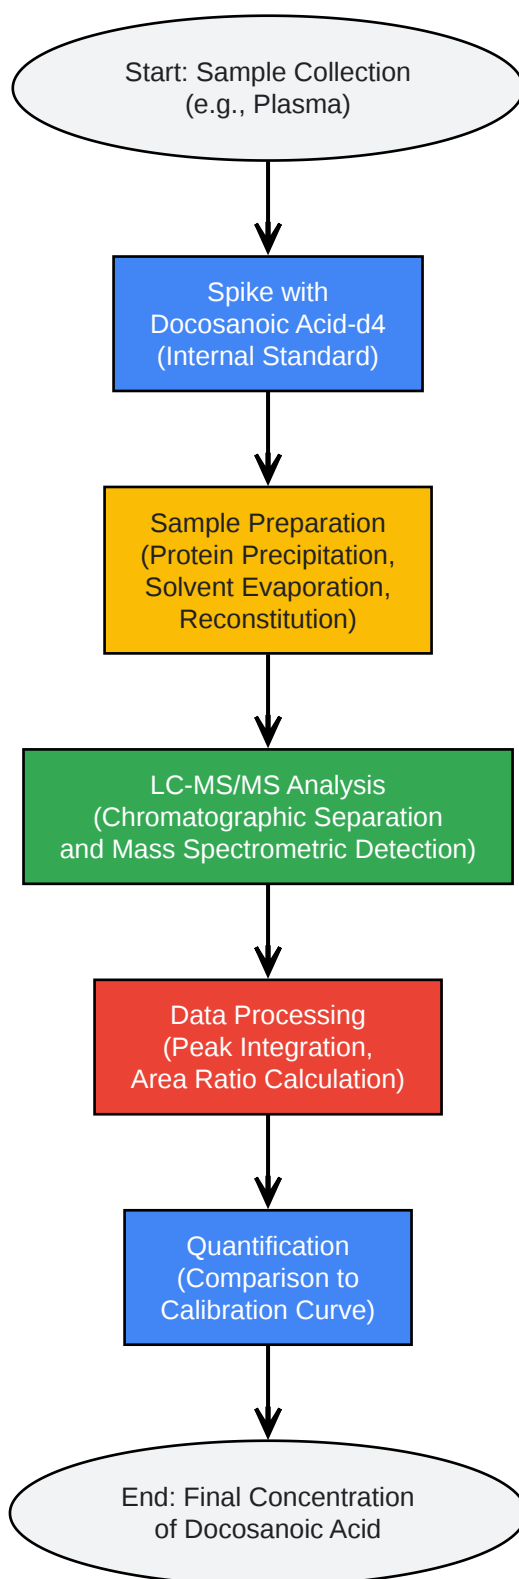 Start: Sample Collection
(e.g., Plasma)
Spike with
Docosanoic Acid-d4
(Internal Standard)
Sample Preparation
(Protein Precipitation,
Solvent Evaporation,
Reconstitution)
LC-MS/MS Analysis
(Chromatographic Separation
and Mass Spectrometric Detection)
Data Processing
(Peak Integration,
Area Ratio Calculation)
Quantification
(Comparison to
Calibration Curve)
End: Final Concentration
of Docosanoic Acid